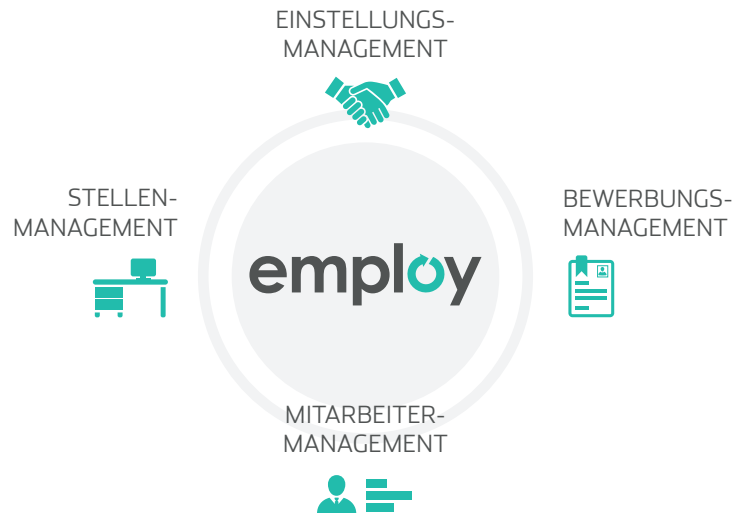 EINSTELLUNGS-
MANAGEMENT
STELLEN-
MANAGEMENT
BEWERBUNGS-
MANAGEMENT
employ
MITARBEITER-
MANAGEMENT